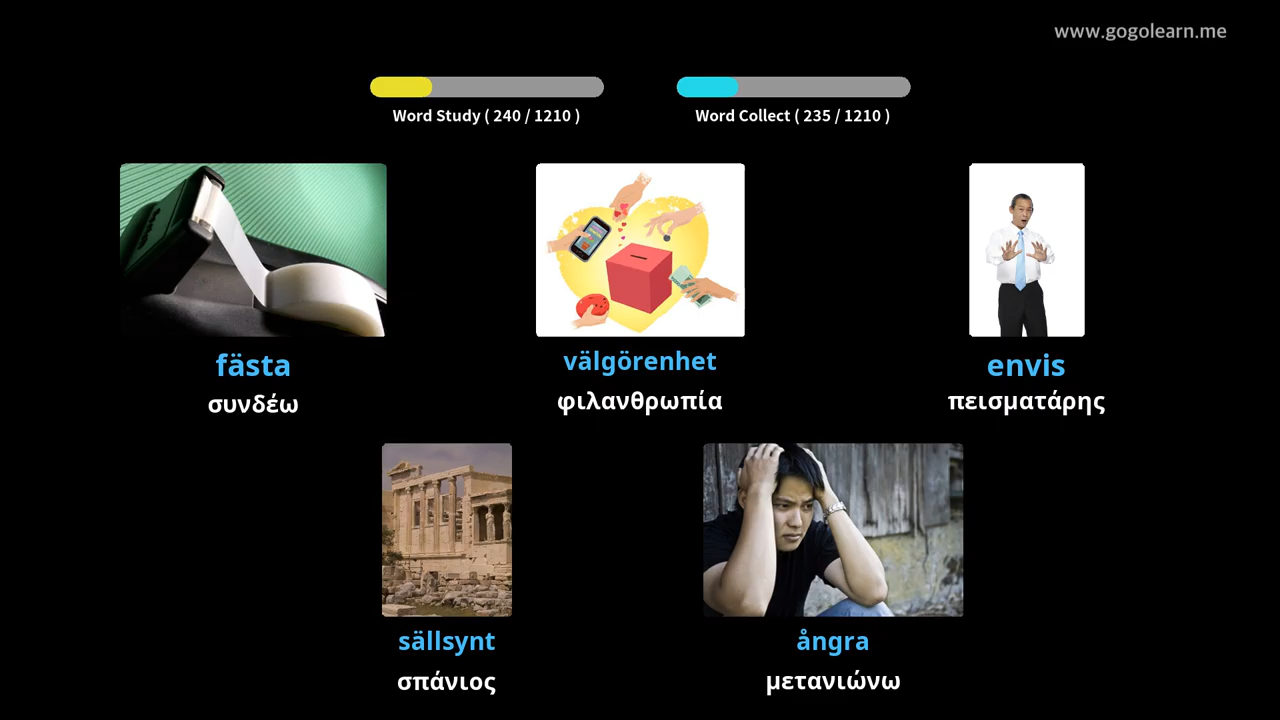 www.gogolearn.me
Word Study ( 240 / 1210 )
Word Collect ( 235 / 1210 )
fästa
συνδέω
välgörenhet
φιλανθρωπία
envis
πεισματάρης
sällsynt
σπάνιος
ångra
μετανιώνω